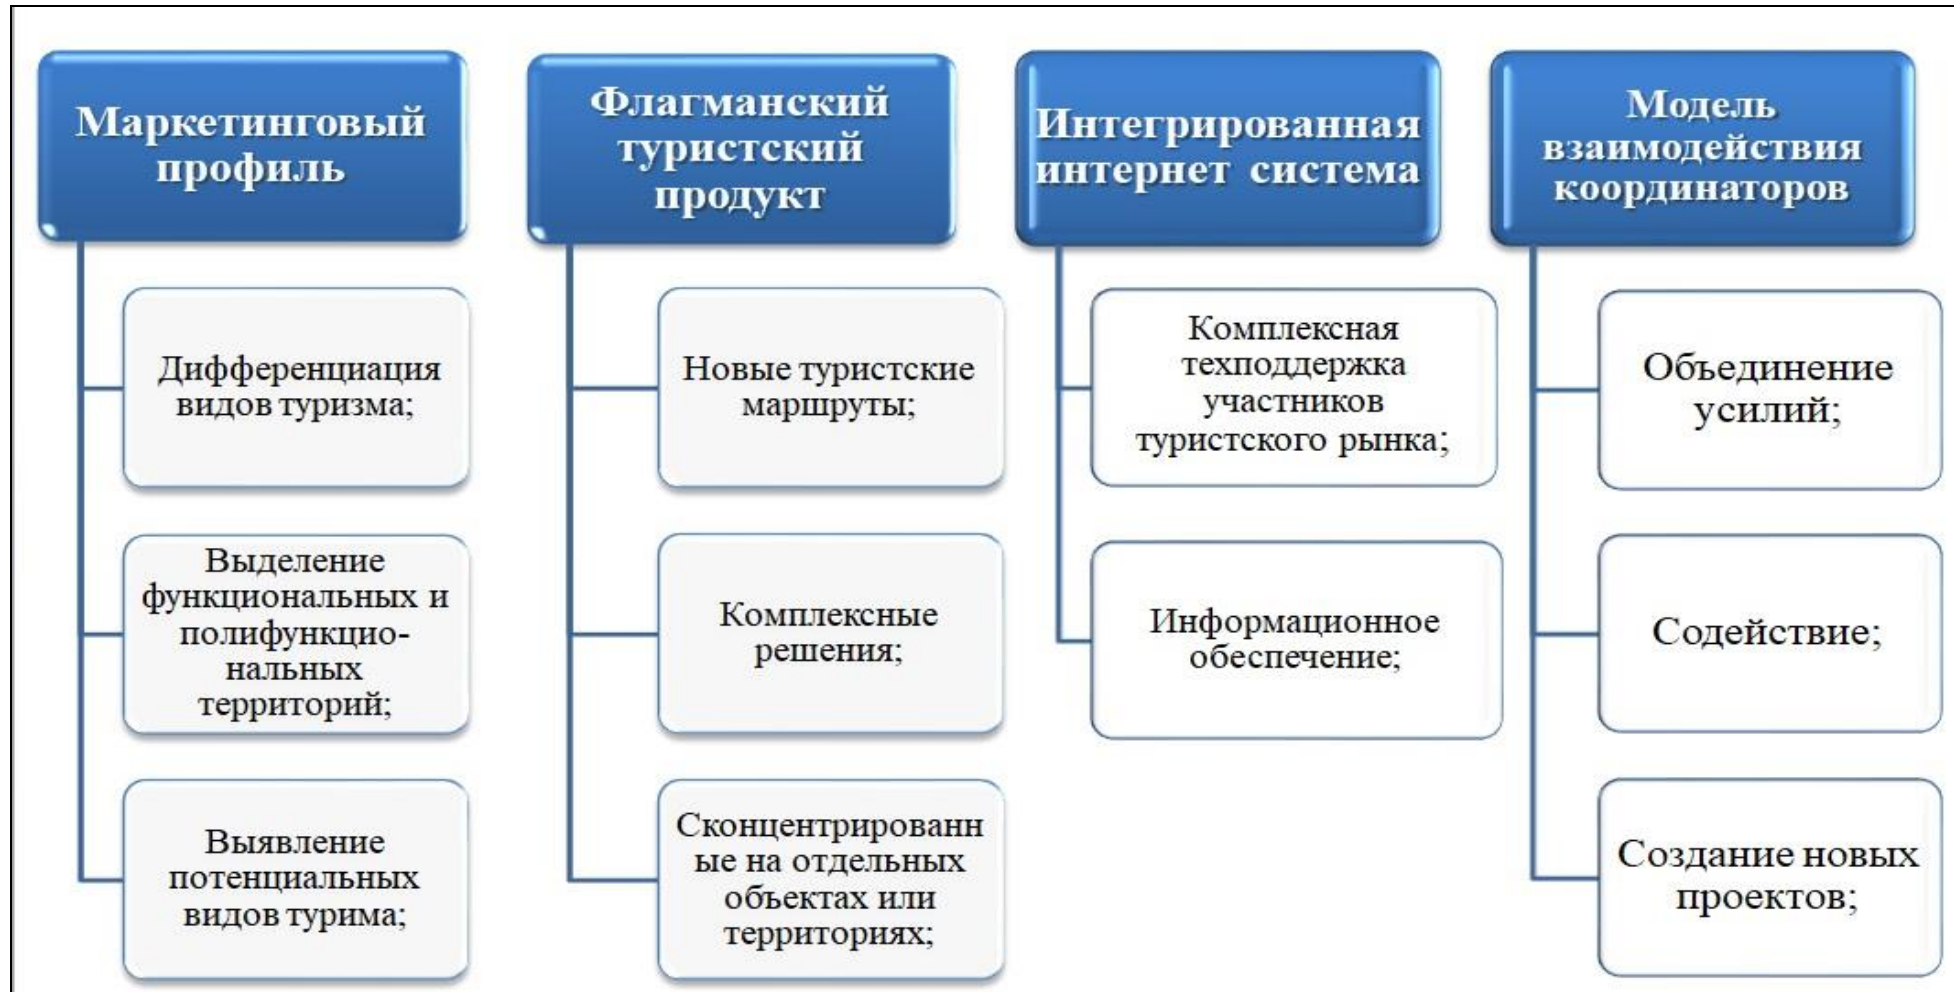 Маркетинговый
профиль
Дифференциация
видов туризма;
Выделение
функциональных и
полифункцио-
нальных
территорий;
Выявление
потенциальных
видов турима;
Флагманский
туристский
продукт
Новые туристские
маршруты;
Комплексные
решения;
Сконцентрированн
ые на отдельных
объектах или
территориях;
Интегрированная
интернет система
Комплексная
техподдержка
участников
туристского рынка;
Информационное
обеспечение;
Модель
взаимодействия
координаторов
Объединение
усилий;
Содействие;
Создание новых
проектов;